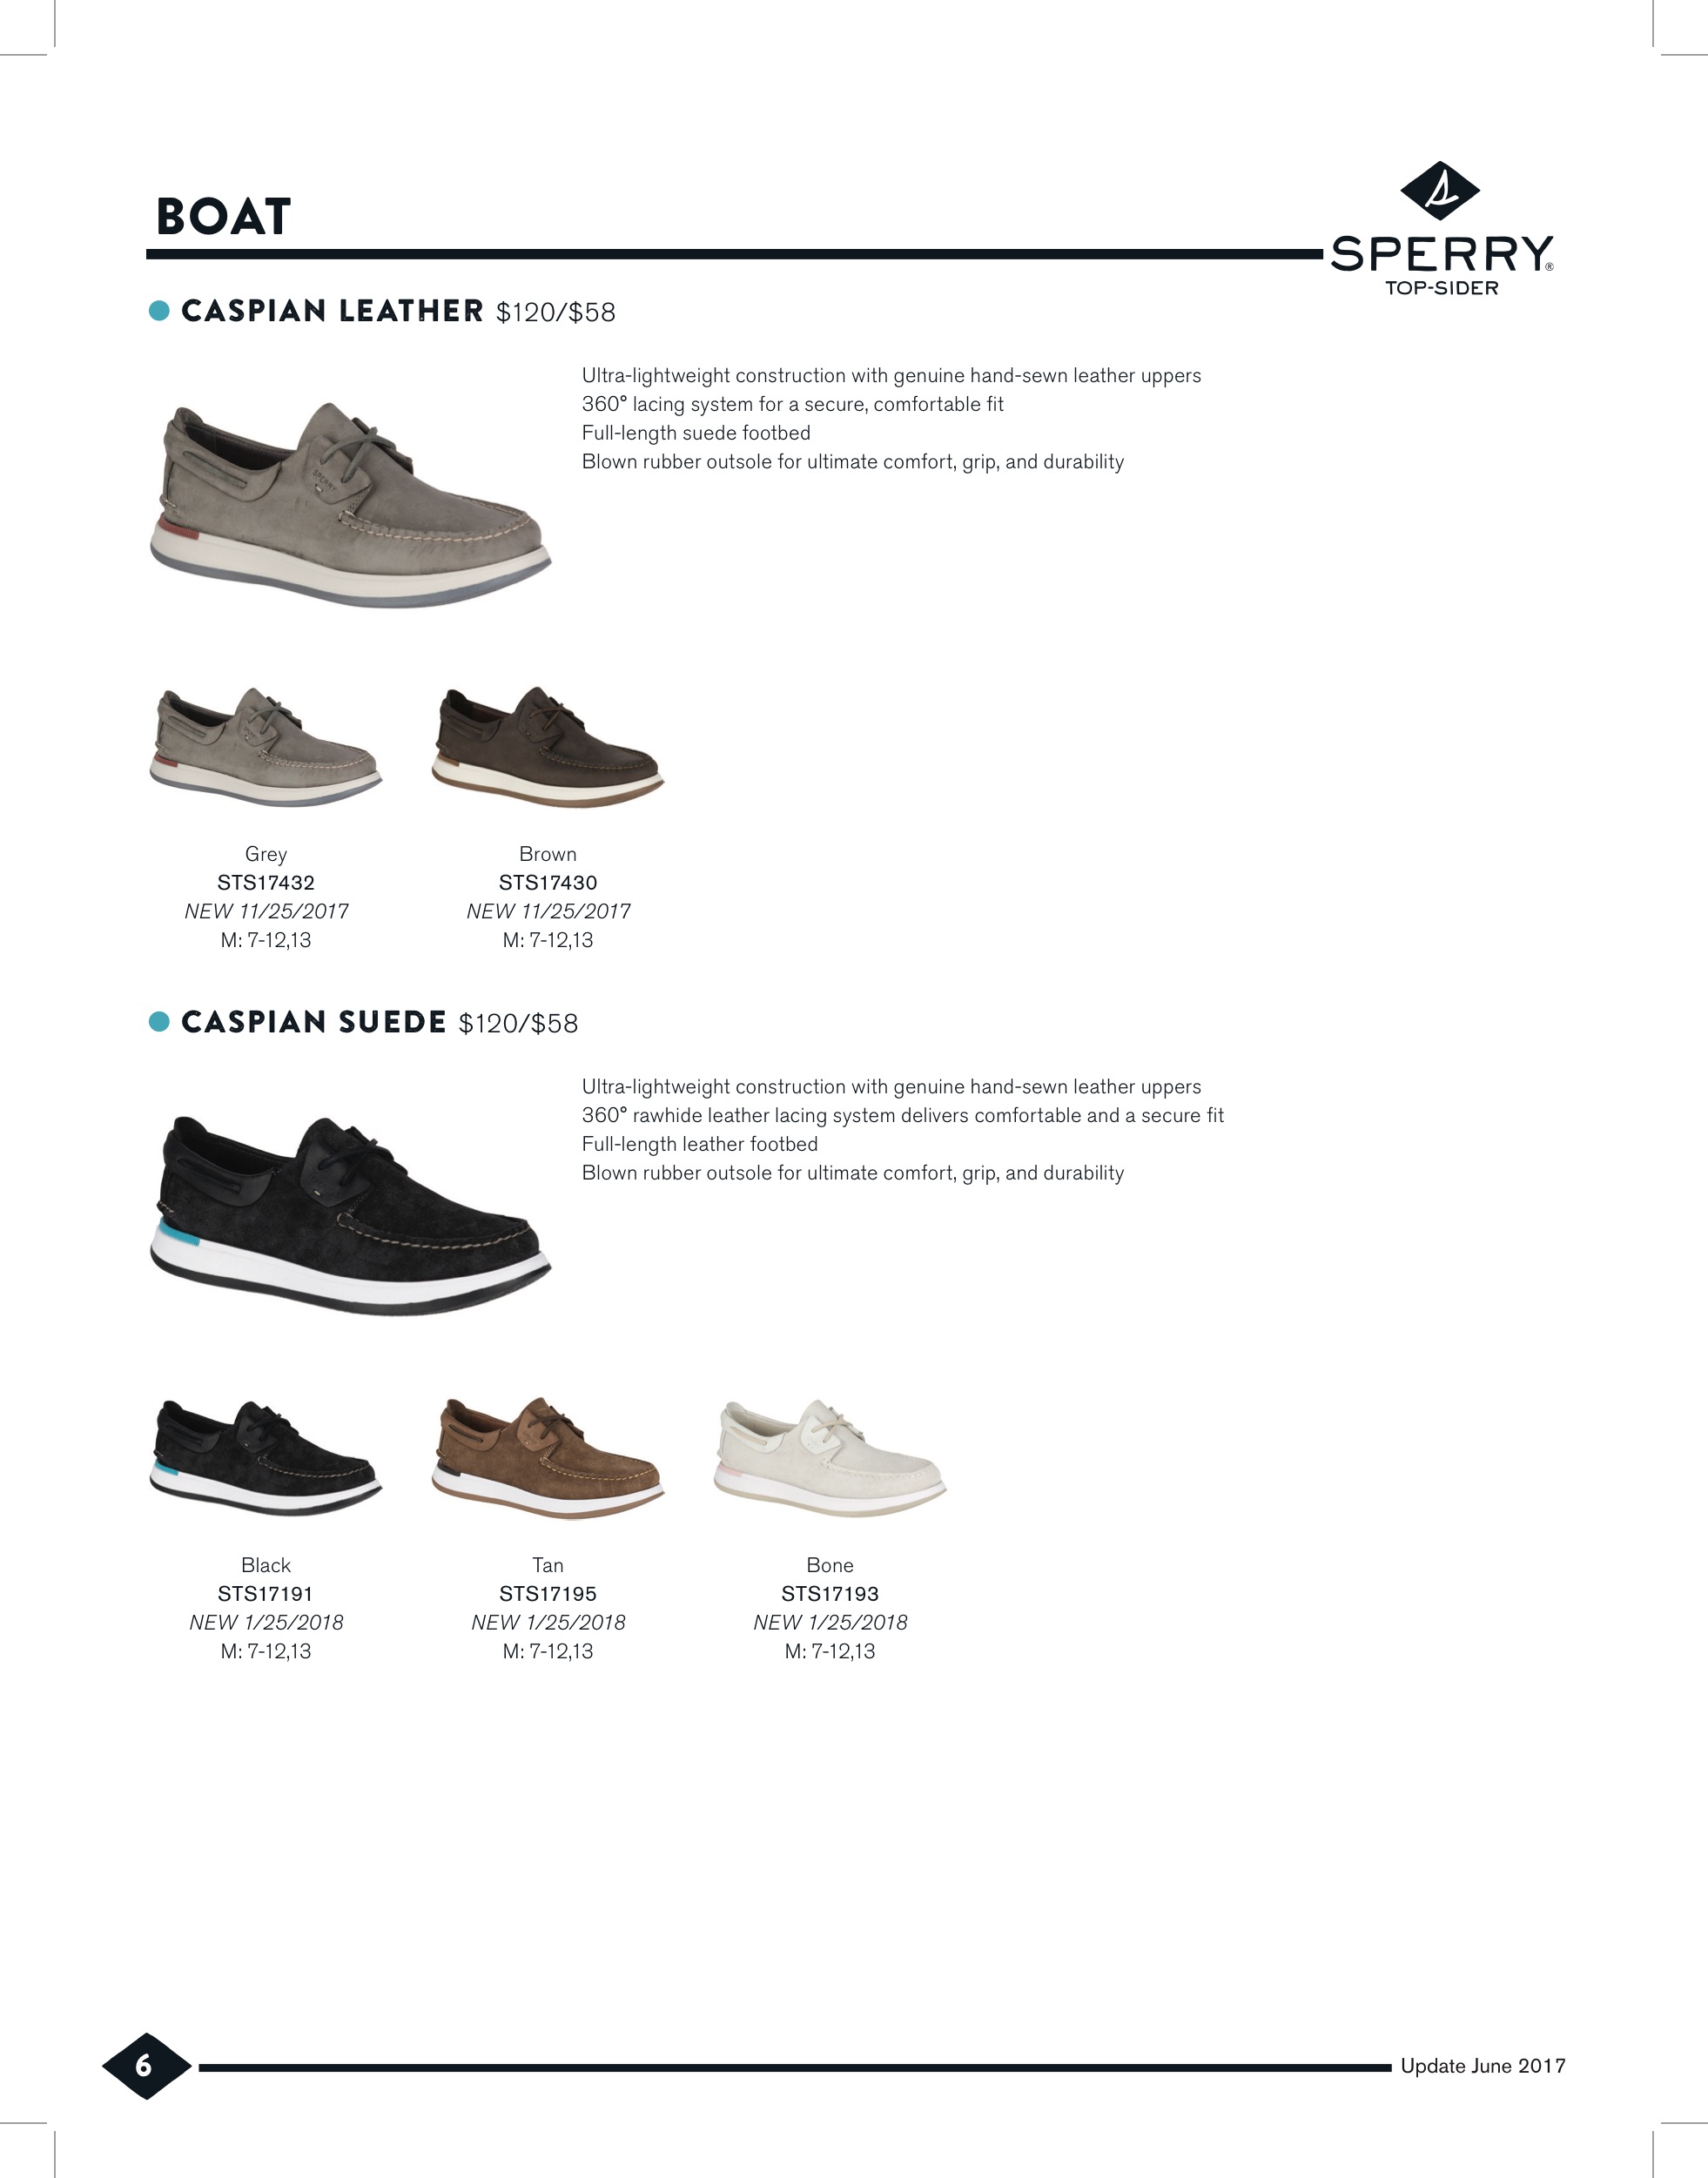 BOAT
SPERRY®
TOP-SIDER
CASPIAN LEATHER $120/$58
Ultra-lightweight construction with genuine hand-sewn leather uppers
360° lacing system for a secure, comfortable fit
Full-length suede footbed
Blown rubber outsole for ultimate comfort, grip, and durability
SPERRY
Grey
STS17432
NEW 11/25/2017
M: 7-12,13
Brown
STS17430
NEW 11/25/2017
M: 7-12,13
CASPIAN SUEDE $120/$58
Ultra-lightweight construction with genuine hand-sewn leather uppers
360° rawhide leather lacing system delivers comfortable and a secure fit
Full-length leather footbed
Blown rubber outsole for ultimate comfort, grip, and durability
Black
STS17191
NEW 1/25/2018
M: 7-12,13
Tan
STS17195
NEW 1/25/2018
M: 7-12,13
Bone
STS17193
NEW 1/25/2018
M: 7-12,13
6
Update June 2017